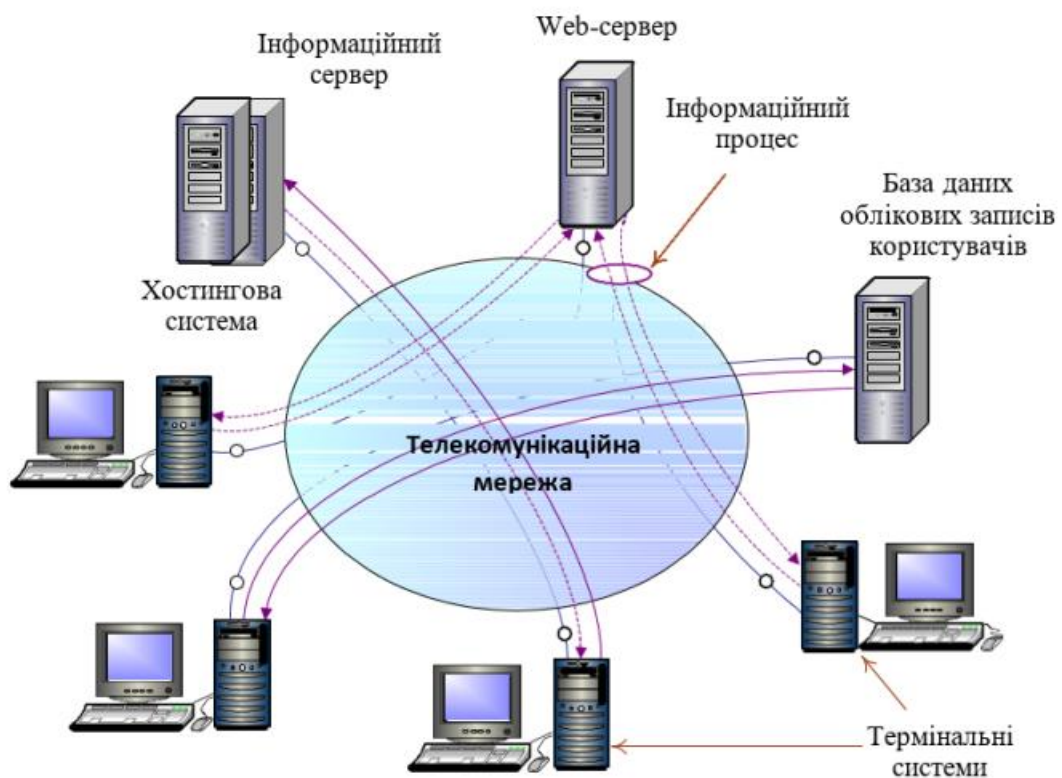 Інформаційний
сервер
Web-сервер
Інформаційний
процес
База даних
облікових записів
користувачів
Хостингова
система
Телекомунікаційна
мережа
Термінальні
системи